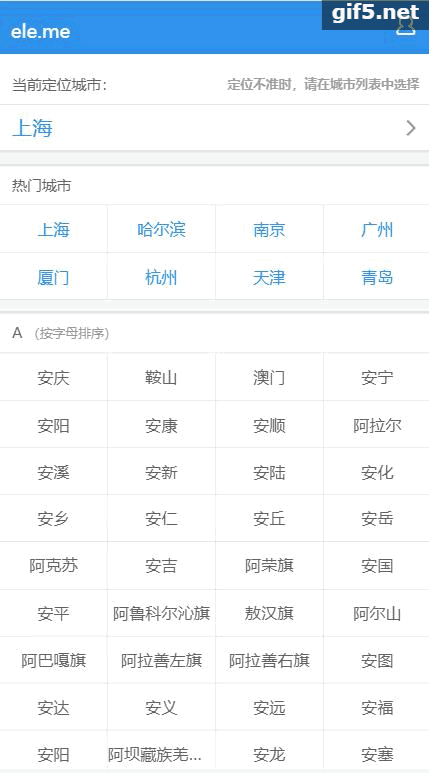 gif5.net
ele.me
当前定位城市： 定位不准时，请在城市列表中选择
上海
热门城市
上海 哈尔滨 南京 广州
厦门 杭州 天津 青岛
A （按字母排序）
安庆 鞍山 澳门 安宁
安阳 安康 安顺 阿拉尔
安溪 安新 安陆 安化
安乡 安仁 安丘 安岳
阿克苏 安吉 阿荣旗 安国
安平 阿鲁科尔沁旗 敖汉旗 阿尔山
阿巴嘎旗 阿拉善左旗 阿拉善右旗 安图
安达 安义 安远 安福
安阳 阿坝藏族羌... 安龙 安塞